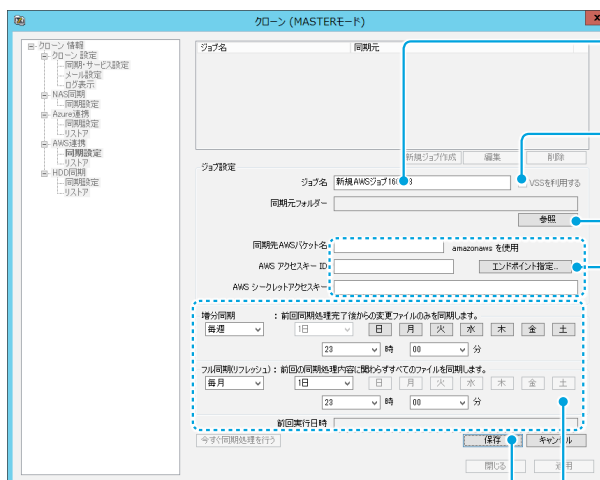 クローン (MASTERモード)
x
クローン 情報
クローン 設定
同期・サービス設定
メール設定
ログ表示
NAS同期
同期設定
Azure連携
同期設定
リストア
AWS連携
同期設定
リストア
HDD同期
同期設定
リストア
ジョブ名 同期元
新規ジョブ作成 編集 削除
ジョブ設定
ジョブ名 新規AWSジョブ16 VSSを利用する
同期元フォルダー
参照
同期先AWSバケット名 amazonaws を使用
AWS アクセスキー ID エンドポイント指定...
AWS シークレットアクセスキー
増分同期 : 前回同期処理完了後からの変更ファイルのみを同期します。
毎週 1日 日 月 火 水 木 金 土
23 時 00 分
フル同期(リフレッシュ) : 前回の同期処理内容に関わらずすべてのファイルを同期します。
毎月 1日 日 月 火 水 木 金 土
23 時 00 分
前回実行日時
今すぐ同期処理を行う 保存 キャンセル
閉じる 適用